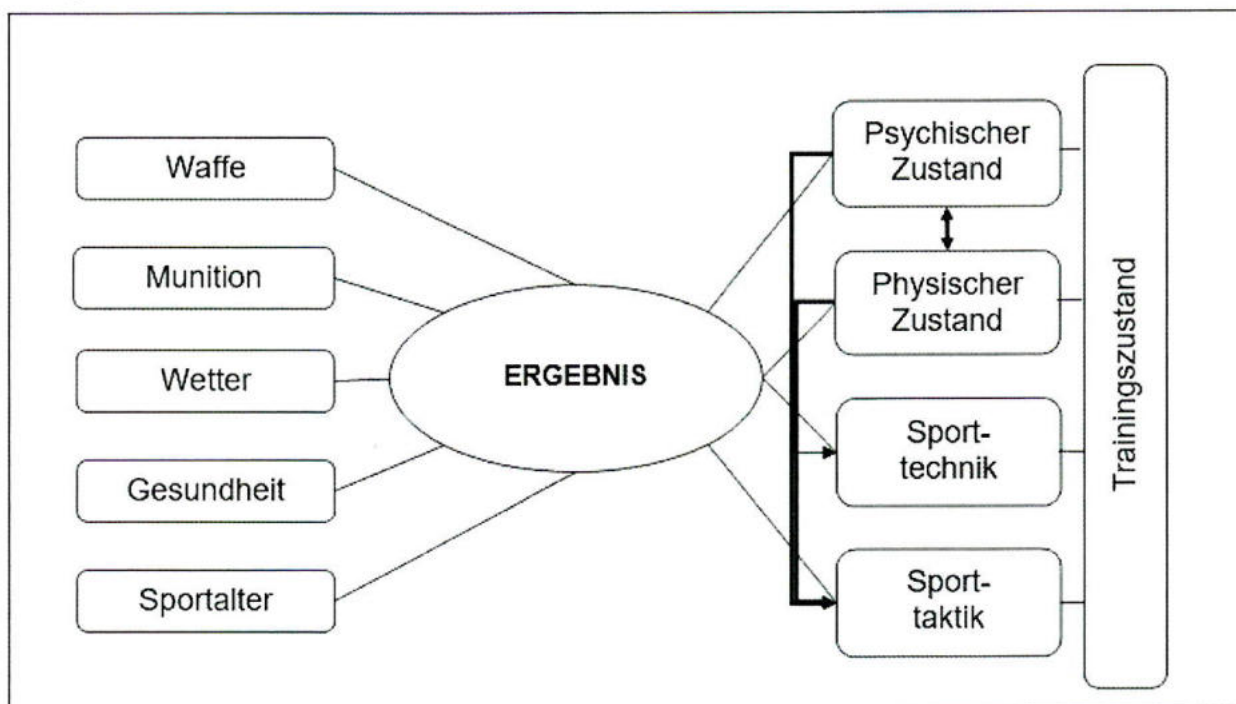 Waffe
Munition
Wetter
Gesundheit
Sportalter
ERGEBNIS
Psychischer
Zustand
Physischer
Zustand
Sport-
technik
Sport-
taktik
Trainingszustand